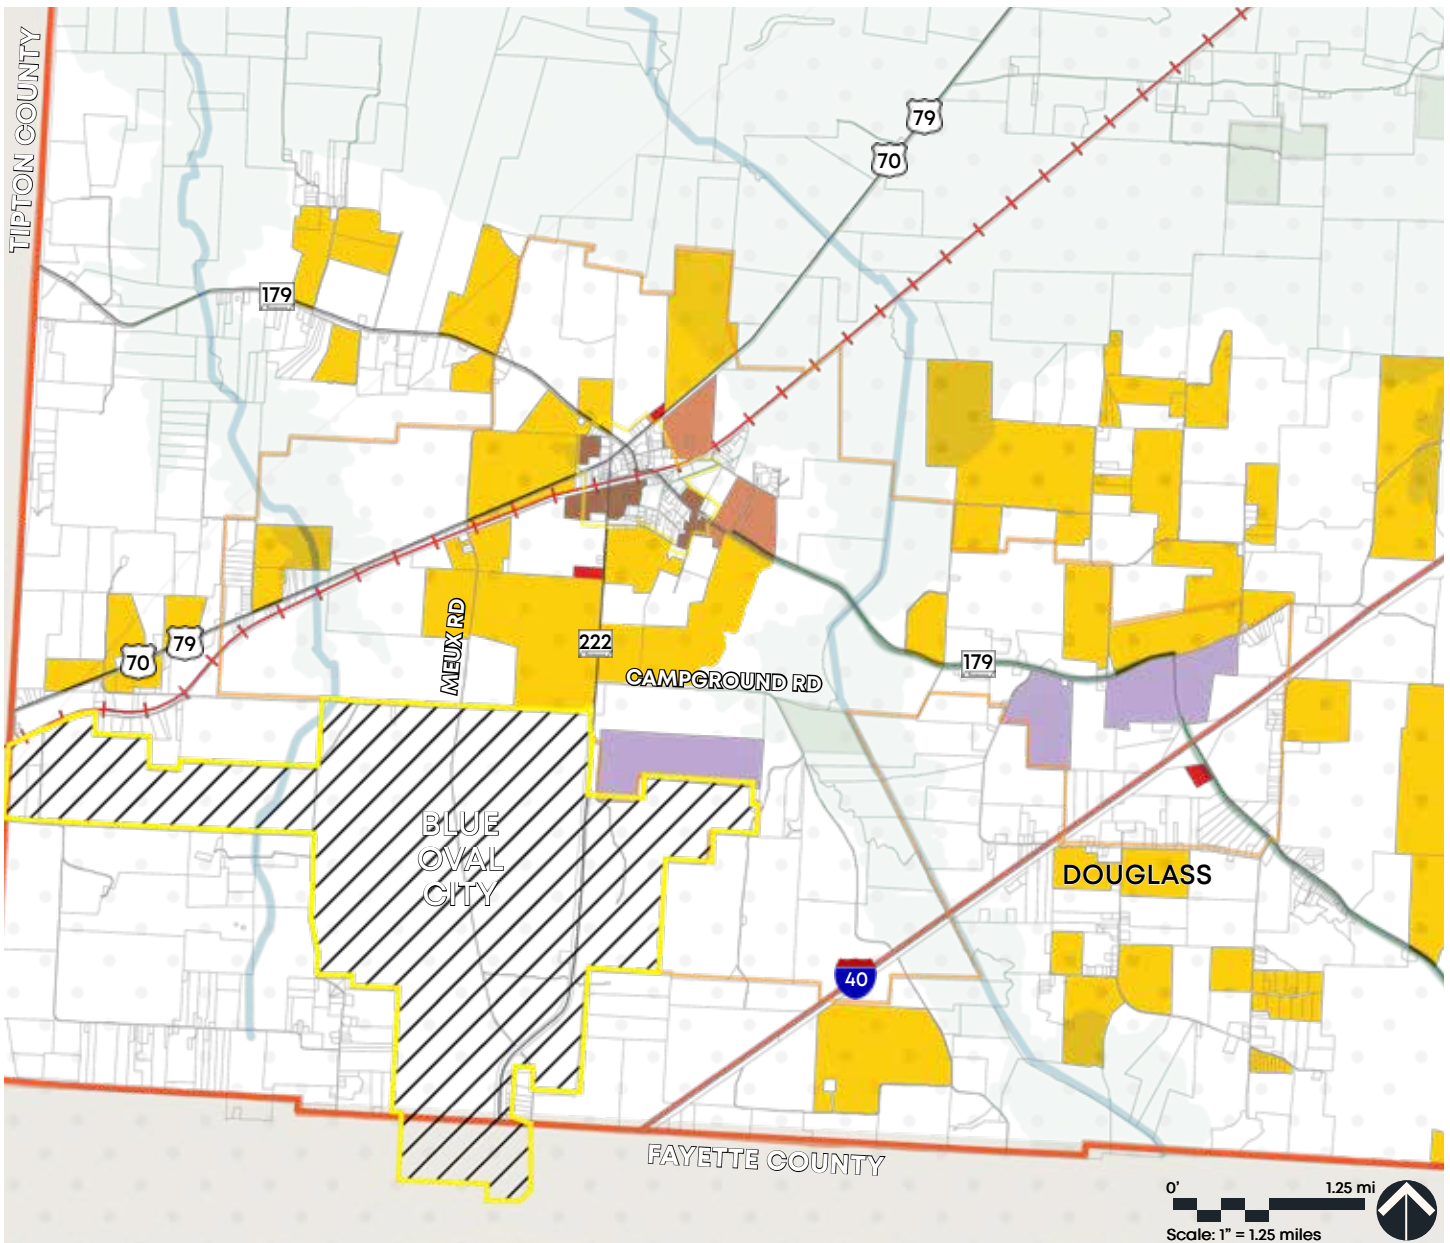 TIPTON COUNTY
79
70
179
MEUX RD
222
CAMPGROUND RD
79
70
179
BLUE
OVAL
CITY
DOUGLASS
40
FAYETTE COUNTY
0' 1.25 mi
Scale: 1" = 1.25 miles